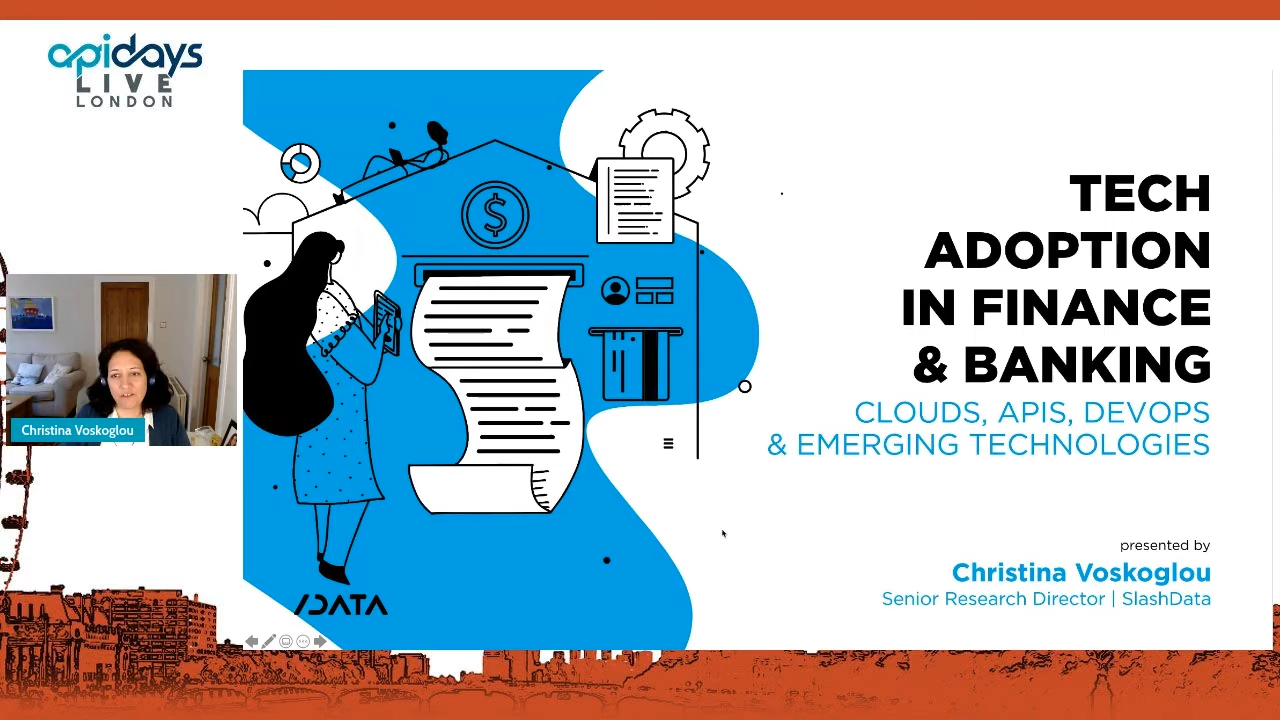 apidays
LIVE
LONDON
Christina Voskoglou
$
/DATA
TECH
ADOPTION
IN FINANCE
& BANKING
CLOUDS, APIS, DEVOPS
& EMERGING TECHNOLOGIES
presented by
Christina Voskoglou
Senior Research Director | SlashData